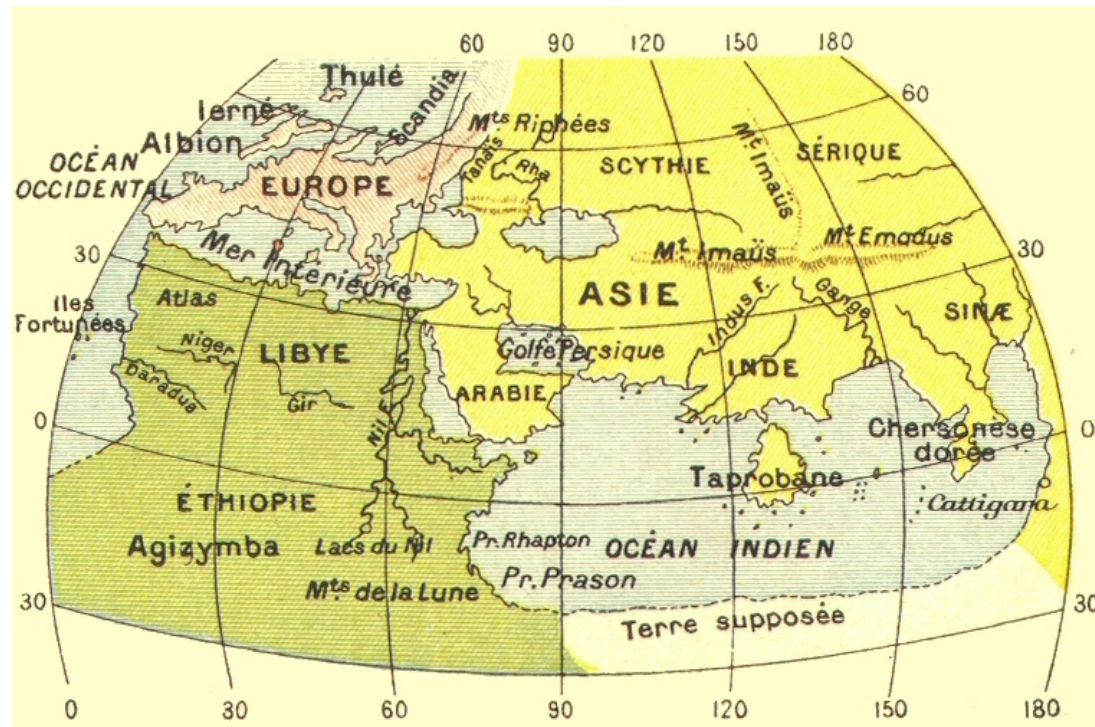 60 90 120 150 180
Thulé
60
Ierné
Scandia
Albion
Mts Riphées
OCÉAN
OCCIDENTAL
EUROPE
Tanaïs
Rha
SCYTHIE
Mt Imaüs
SÉRIQUE
30
Mer Intérieure
Mt Imaüs
Mt Emodus
30
Iles
Fortunées
Atlas
ASIE
Indus F.
Gange
SINÆ
Niger
LIBYE
Golfe Persique
INDE
Daradus
Gir
Nil F.
ARABIE
0
Chersonèse
dorée
0
Taprobane
ÉTHIOPIE
Cattigara
Agizymba
Lacs du Nil
Pr. Rhapton
OCÉAN INDIEN
Mts de la Lune
Pr. Prason
30
Terre supposée
30
0 30 60 90 120 150 180